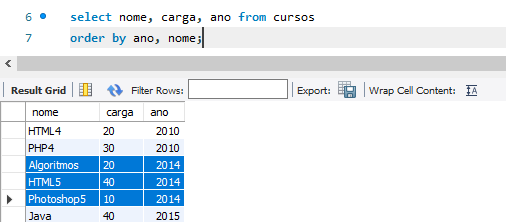 6 select nome, carga, ano from cursos
7 order by ano, nome;
Result Grid Filter Rows: Export: Wrap Cell Content:
nome carga ano
HTML4 20 2010
PHP4 30 2010
Algoritmos 20 2014
HTML5 40 2014
Photoshop5 10 2014
Java 40 2015